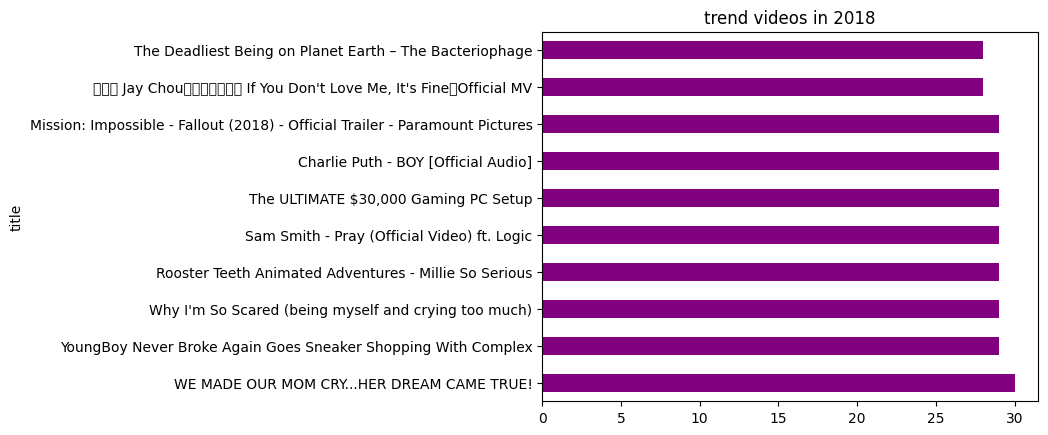 trend videos in 2018
The Deadliest Being on Planet Earth – The Bacteriophage
Jay Chou If You Don't Love Me, It's Fine Official MV
Mission: Impossible - Fallout (2018) - Official Trailer - Paramount Pictures
Charlie Puth - BOY [Official Audio]
The ULTIMATE $30,000 Gaming PC Setup
Sam Smith - Pray (Official Video) ft. Logic
Rooster Teeth Animated Adventures - Millie So Serious
Why I'm So Scared (being myself and crying too much)
YoungBoy Never Broke Again Goes Sneaker Shopping With Complex
WE MADE OUR MOM CRY...HER DREAM CAME TRUE!
title
0 5 10 15 20 25 30